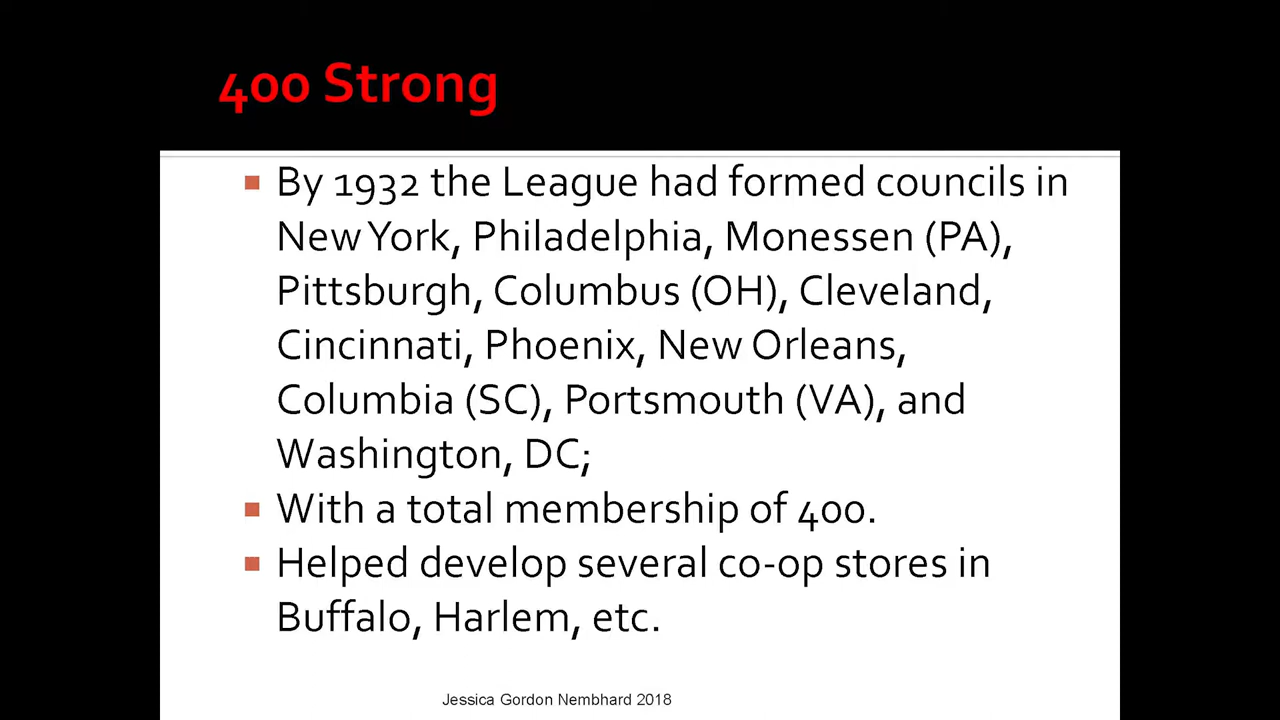 400 Strong
▪ By 1932 the League had formed councils in
New York, Philadelphia, Monessen (PA),
Pittsburgh, Columbus (OH), Cleveland,
Cincinnati, Phoenix, New Orleans,
Columbia (SC), Portsmouth (VA), and
Washington, DC;
▪ With a total membership of 400.
▪ Helped develop several co-op stores in
Buffalo, Harlem, etc.
Jessica Gordon Nembhard 2018